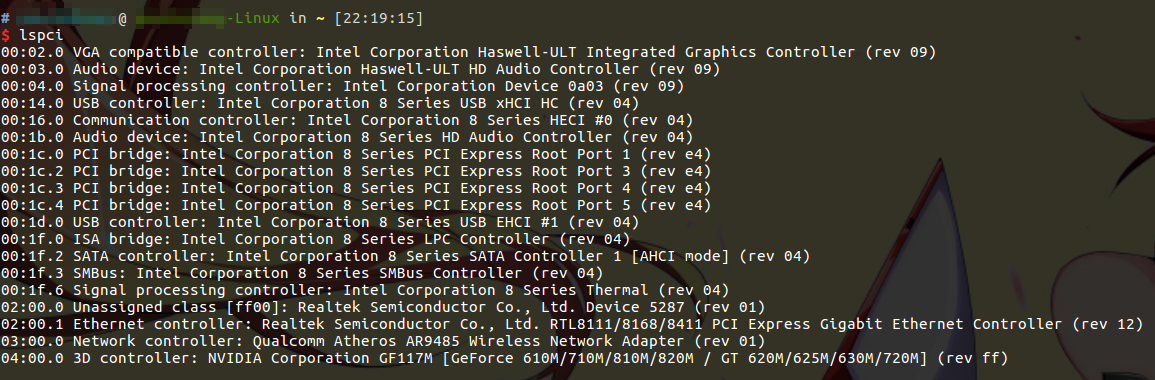 # @ -Linux in ~ [22:19:15]
$ lspci
00:02.0 VGA compatible controller: Intel Corporation Haswell-ULT Integrated Graphics Controller (rev 09)
00:03.0 Audio device: Intel Corporation Haswell-ULT HD Audio Controller (rev 09)
00:04.0 Signal processing controller: Intel Corporation Device 0a03 (rev 09)
00:14.0 USB controller: Intel Corporation 8 Series USB xHCI HC (rev 04)
00:16.0 Communication controller: Intel Corporation 8 Series HECI #0 (rev 04)
00:1b.0 Audio device: Intel Corporation 8 Series HD Audio Controller (rev 04)
00:1c.0 PCI bridge: Intel Corporation 8 Series PCI Express Root Port 1 (rev e4)
00:1c.2 PCI bridge: Intel Corporation 8 Series PCI Express Root Port 3 (rev e4)
00:1c.3 PCI bridge: Intel Corporation 8 Series PCI Express Root Port 4 (rev e4)
00:1c.4 PCI bridge: Intel Corporation 8 Series PCI Express Root Port 5 (rev e4)
00:1d.0 USB controller: Intel Corporation 8 Series USB EHCI #1 (rev 04)
00:1f.0 ISA bridge: Intel Corporation 8 Series LPC Controller (rev 04)
00:1f.2 SATA controller: Intel Corporation 8 Series SATA Controller 1 [AHCI mode] (rev 04)
00:1f.3 SMBus: Intel Corporation 8 Series SMBus Controller (rev 04)
00:1f.6 Signal processing controller: Intel Corporation 8 Series Thermal (rev 04)
02:00.0 Unassigned class [ff00]: Realtek Semiconductor Co., Ltd. Device 5287 (rev 01)
02:00.1 Ethernet controller: Realtek Semiconductor Co., Ltd. RTL8111/8168/8411 PCI Express Gigabit Ethernet Controller (rev 12)
03:00.0 Network controller: Qualcomm Atheros AR9485 Wireless Network Adapter (rev 01)
04:00.0 3D controller: NVIDIA Corporation GF117M [GeForce 610M/710M/810M/820M / GT 620M/625M/630M/720M] (rev ff)